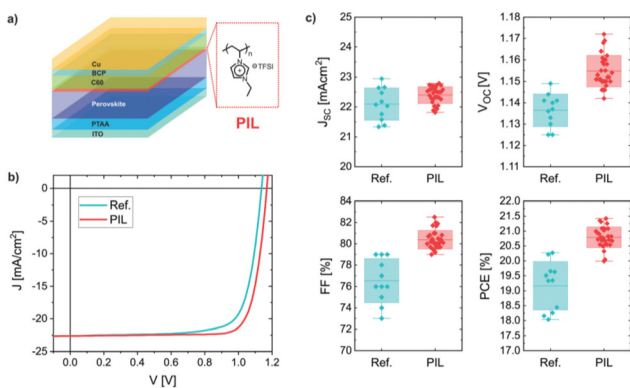 a)
Cu
BCP
C60
Perovskite
PTAA
ITO
n
N
⊕
N
⊖TFSI
PIL
b)
J [mA/cm²]
5
0
-5
-10
-15
-20
-25
Ref.
PIL
0.0 0.2 0.4 0.6 0.8 1.0 1.2
V [V]
c)
J_SC [mAcm²]
25
24
23
22
21
20
Ref. PIL
V_OC [V]
1.18
1.17
1.16
1.15
1.14
1.13
1.12
1.11
Ref. PIL
FF [%]
84
82
80
78
76
74
72
70
Ref. PIL
PCE [%]
22.0
21.5
21.0
20.5
20.0
19.5
19.0
18.5
18.0
17.5
17.0
Ref. PIL